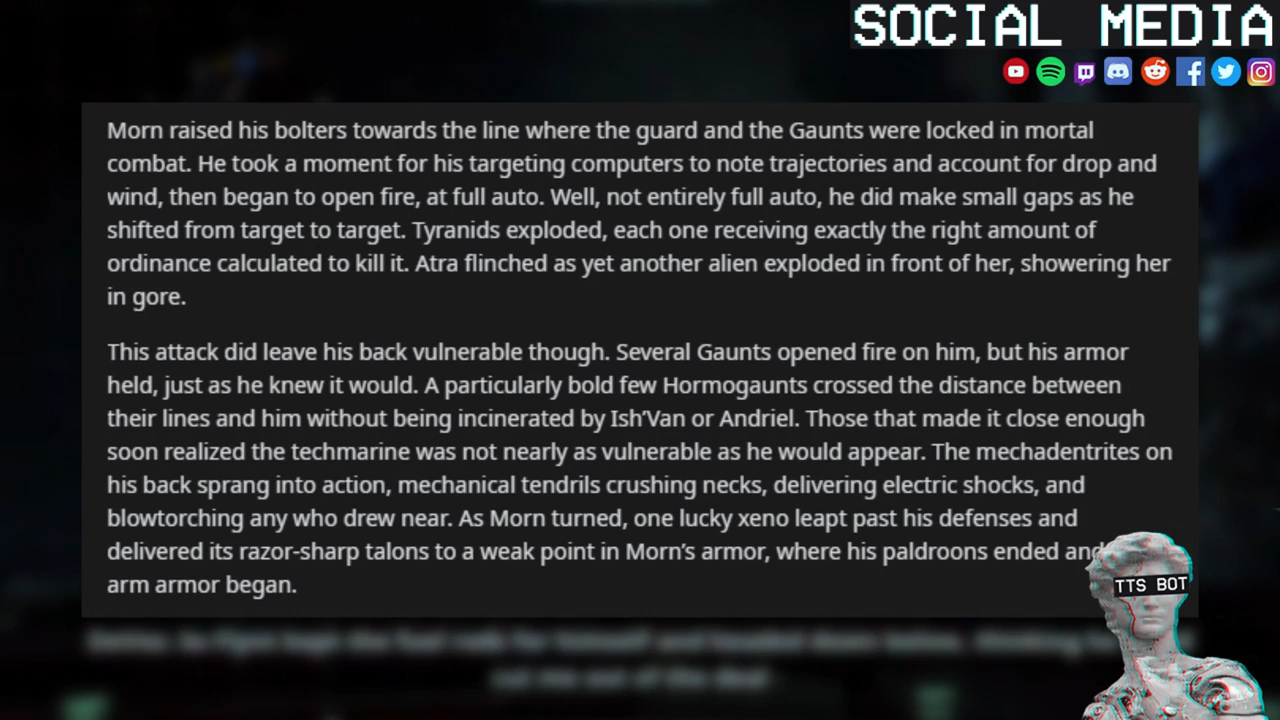 SOCIAL MEDIA
Morn raised his bolters towards the line where the guard and the Gaunts were locked in mortal
combat. He took a moment for his targeting computers to note trajectories and account for drop and
wind, then began to open fire, at full auto. Well, not entirely full auto, he did make small gaps as he
shifted from target to target. Tyranids exploded, each one receiving exactly the right amount of
ordinance calculated to kill it. Atra flinched as yet another alien exploded in front of her, showering her
in gore.
This attack did leave his back vulnerable though. Several Gaunts opened fire on him, but his armor
held, just as he knew it would. A particularly bold few Hormogaunts crossed the distance between
their lines and him without being incinerated by Ish’Van or Andriel. Those that made it close enough
soon realized the techmarine was not nearly as vulnerable as he would appear. The mechadentrites on
his back sprang into action, mechanical tendrils crushing necks, delivering electric shocks, and
blowtorching any who drew near. As Morn turned, one lucky xeno leapt past his defenses and
delivered its razor-sharp talons to a weak point in Morn’s armor, where his paldroons ended and
arm armor began.
TTS BOT